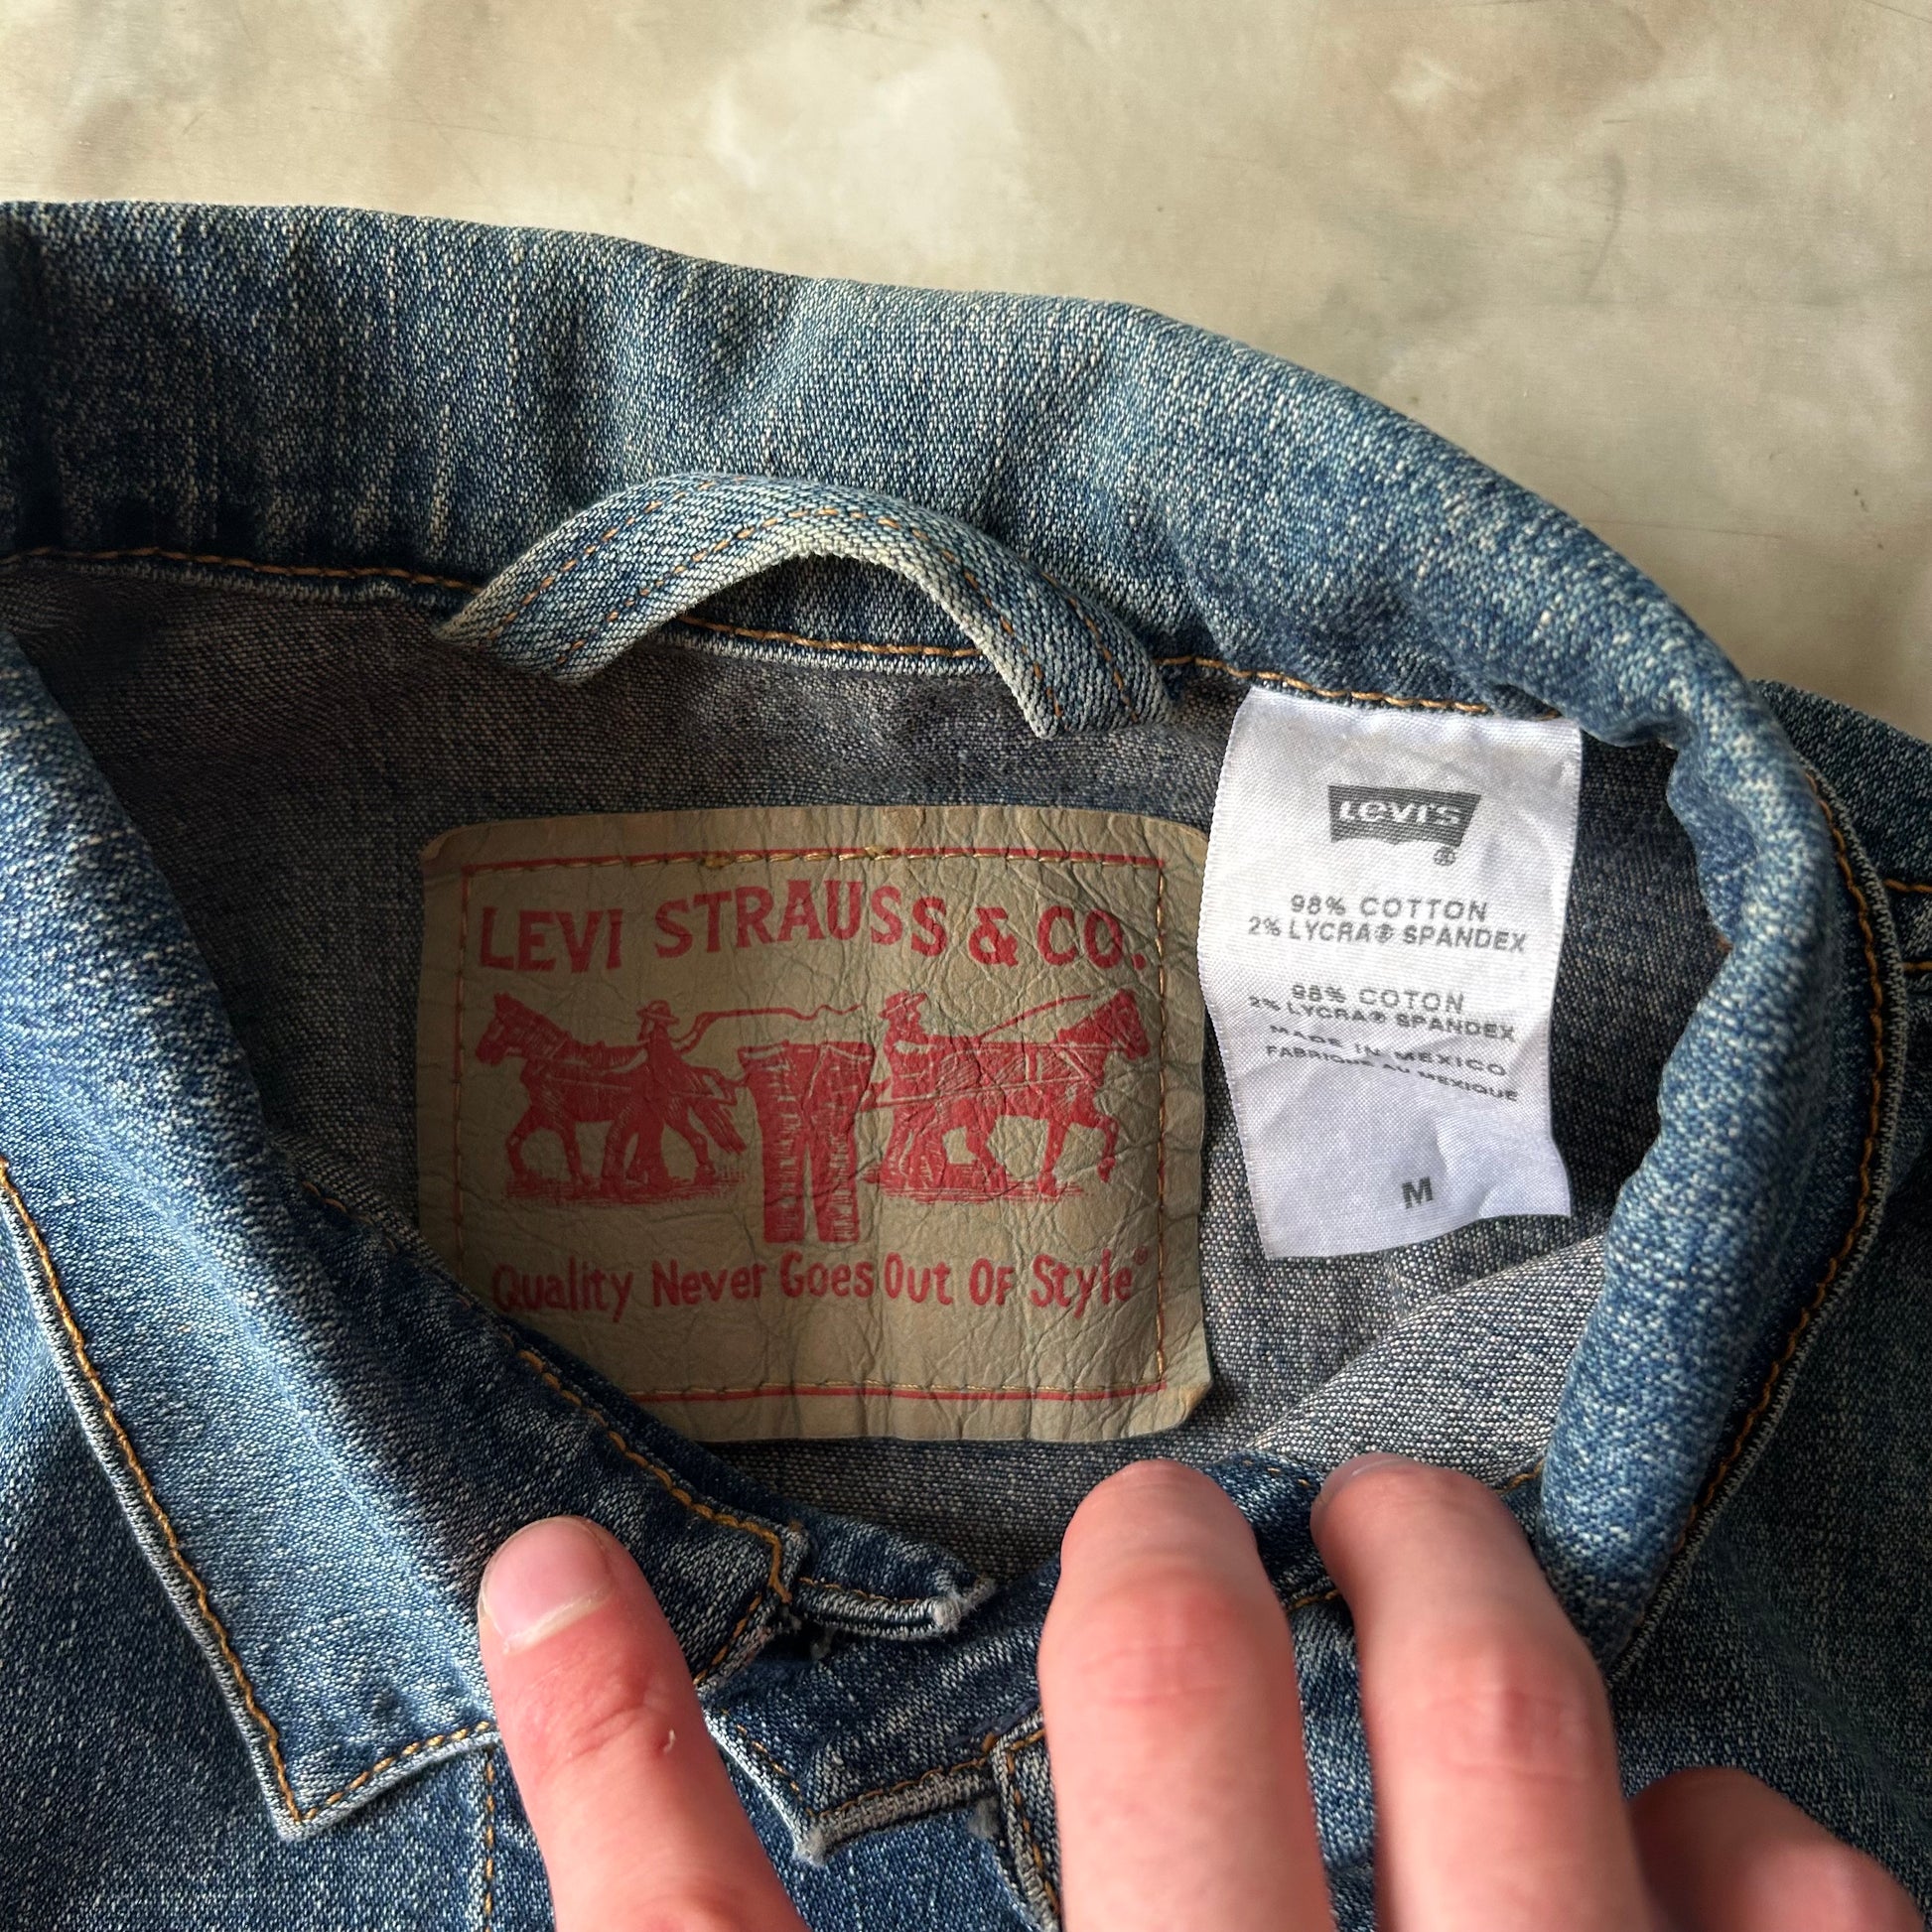 LEVI STRAUSS & CO.
Quality Never Goes Out Of Style®
Levi's®
98% COTTON
2% LYCRA® SPANDEX
98% COTON
2% LYCRA® SPANDEX
MADE IN MEXICO
FABRIQUE AU MEXIQUE
M